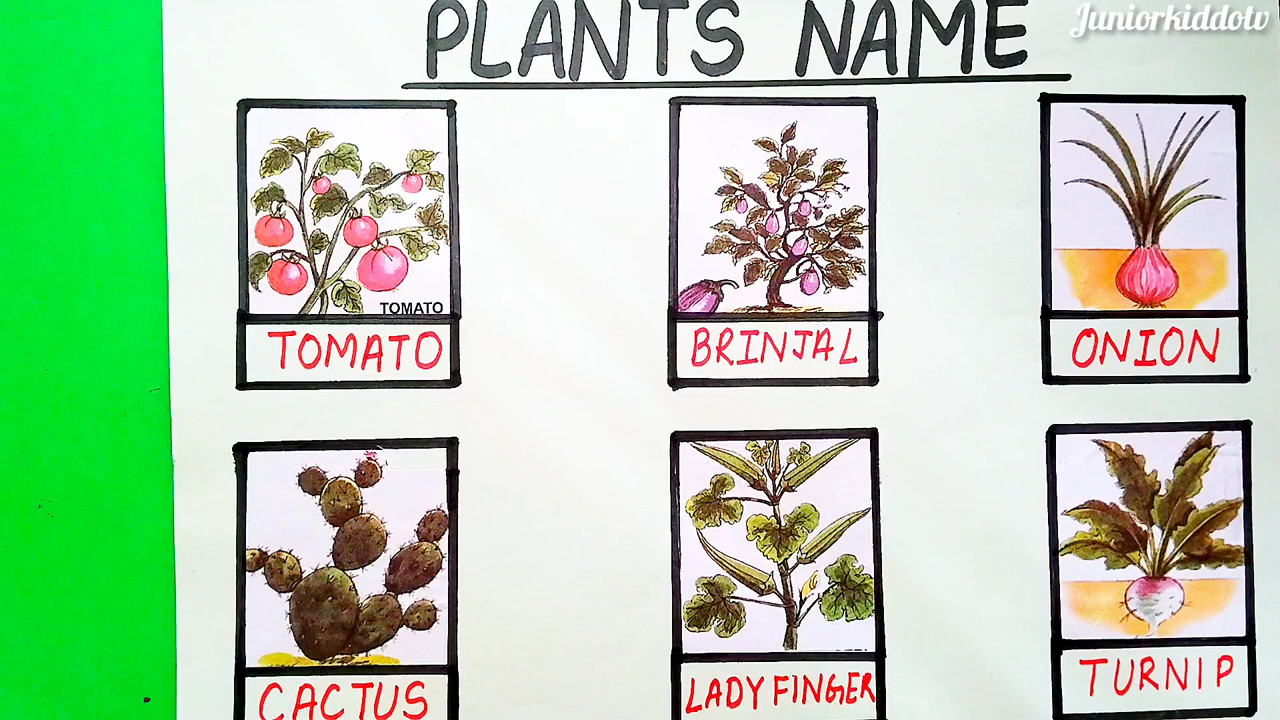 Juniorkiddotv
PLANTS NAME
TOMATO
TOMATO
BRINJAL
ONION
CACTUS
LADY FINGER
TURNIP